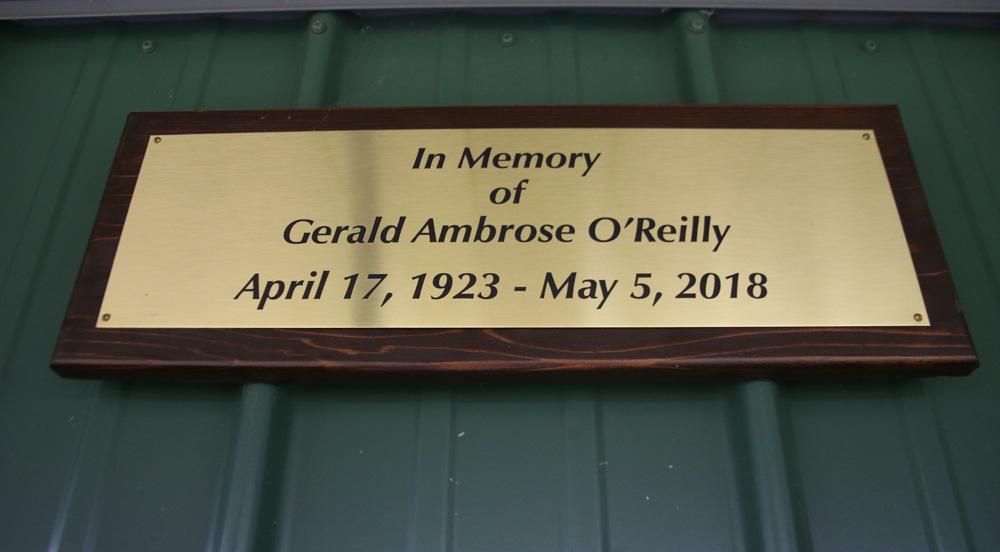 In Memory
of
Gerald Ambrose O’Reilly
April 17, 1923 - May 5, 2018